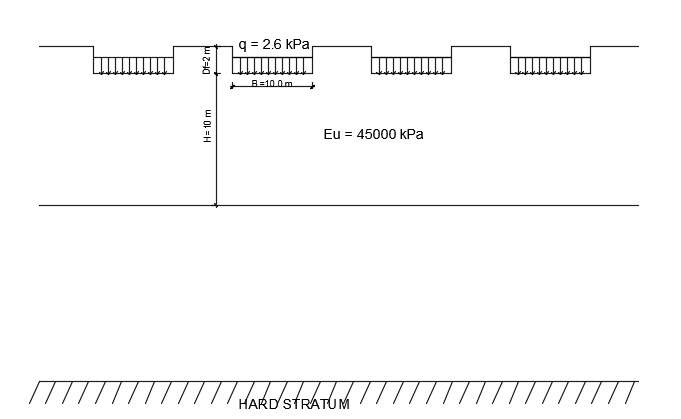 q = 2.6 kPa
Df=2 m
B =10.0 m
H= 10 m
Eu = 45000 kPa
HARD STRATUM